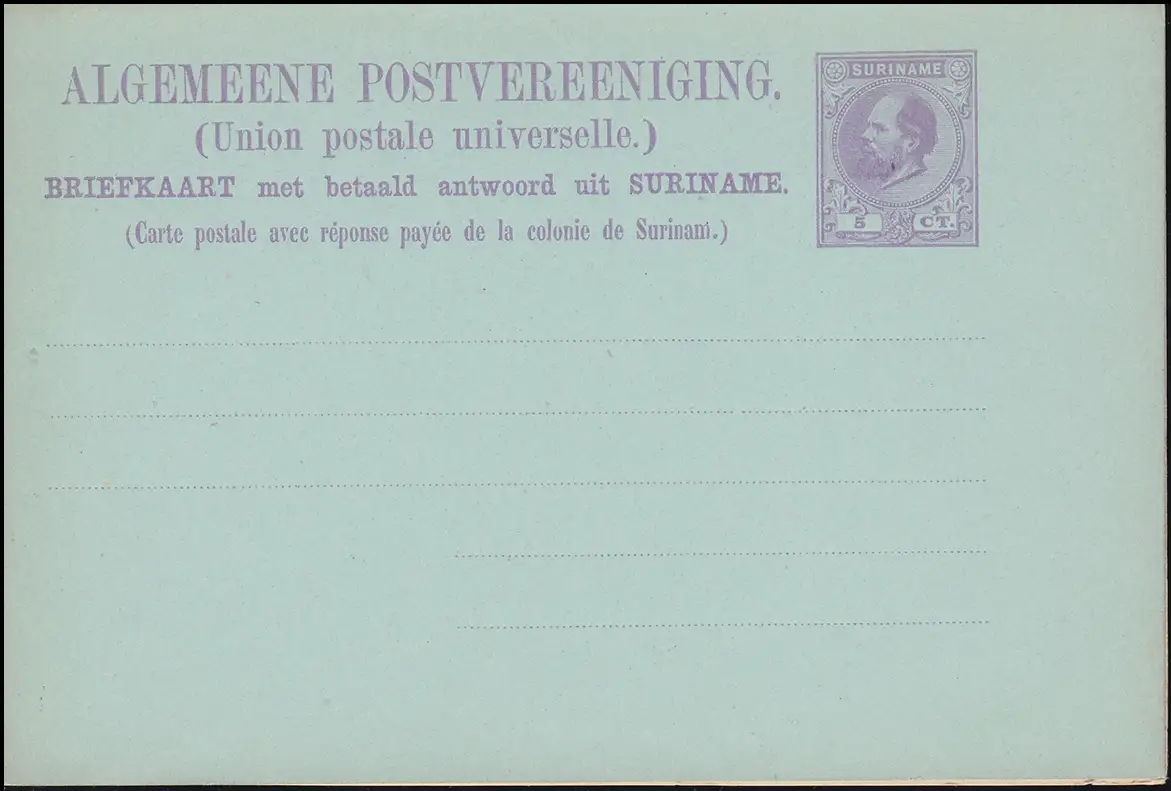 ALGEMEENE POSTVEREENIGING.
(Union postale universelle.)
BRIEFKAART met betaald antwoord uit SURINAME.
(Carte postale avec réponse payée de la colonie de Surinam.)
SURINAME
5 CT.